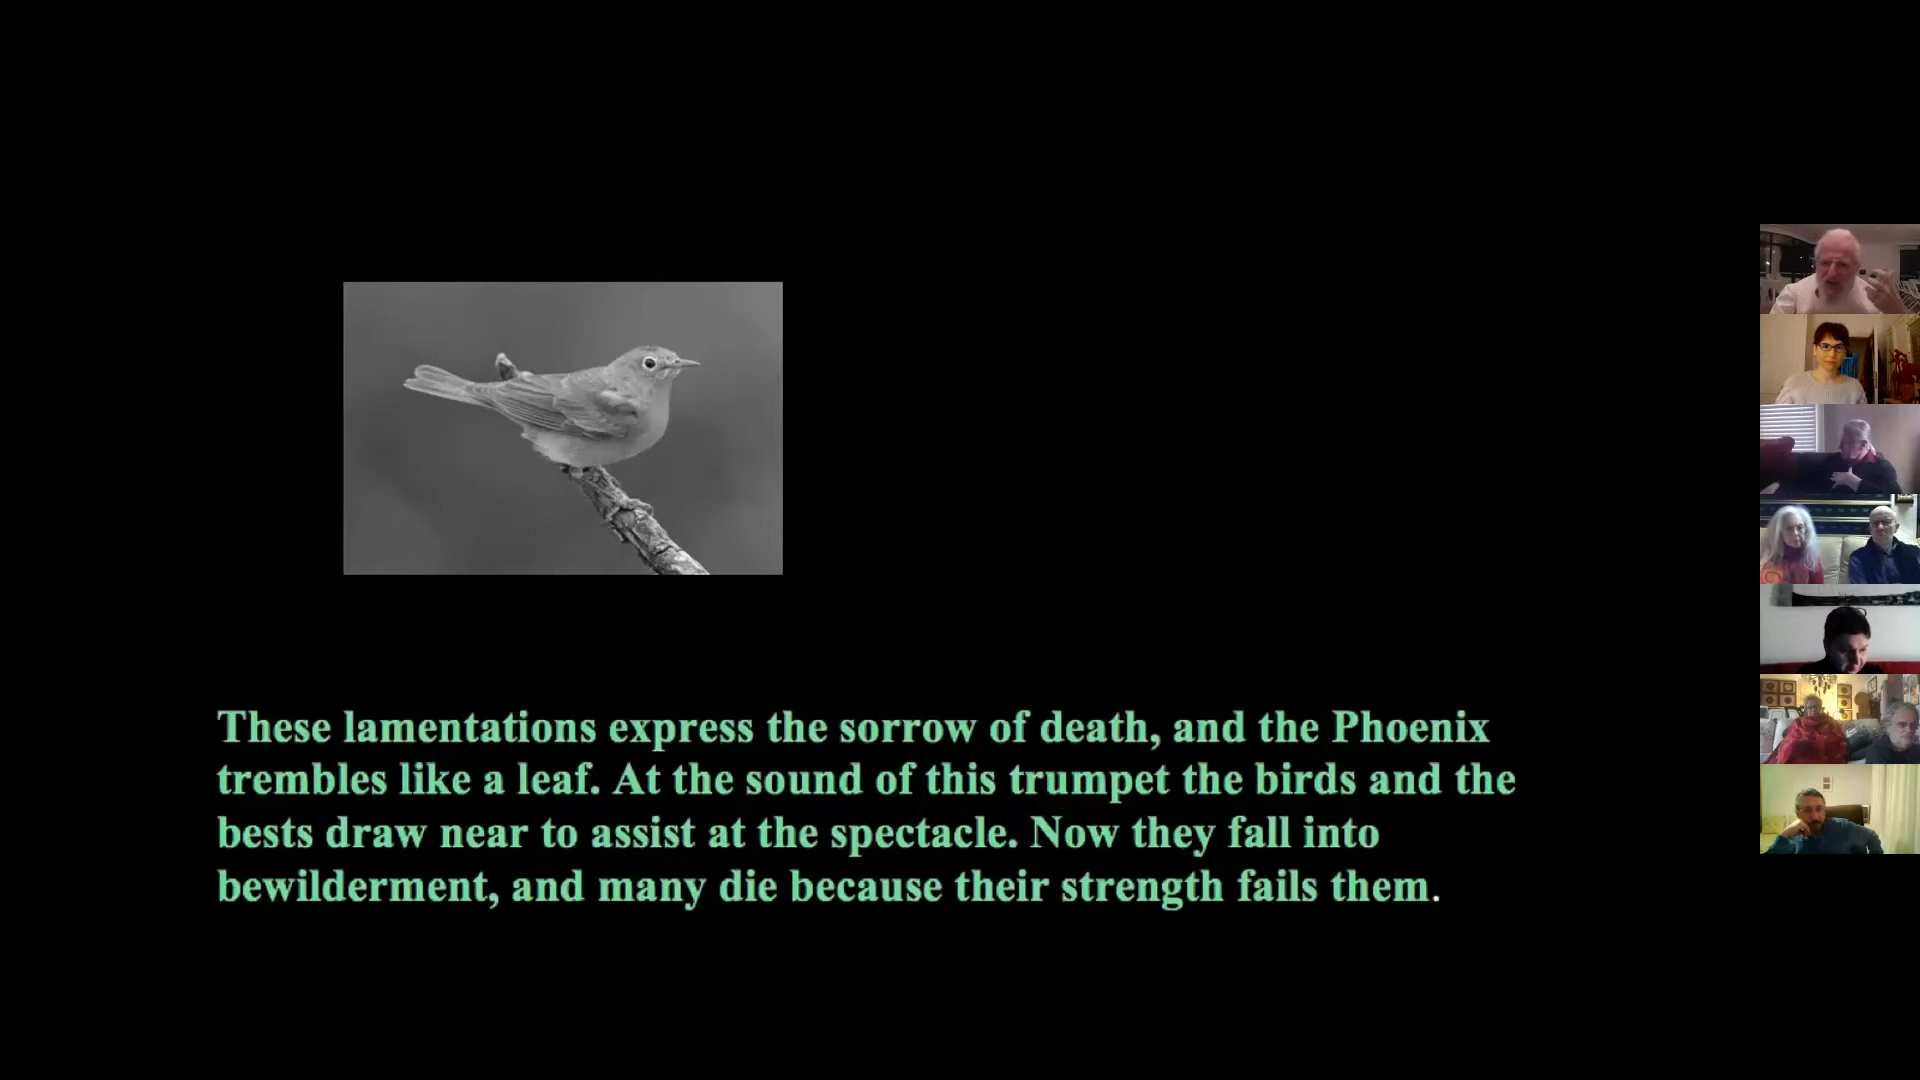 These lamentations express the sorrow of death, and the Phoenix
trembles like a leaf. At the sound of this trumpet the birds and the
bests draw near to assist at the spectacle. Now they fall into
bewilderment, and many die because their strength fails them.